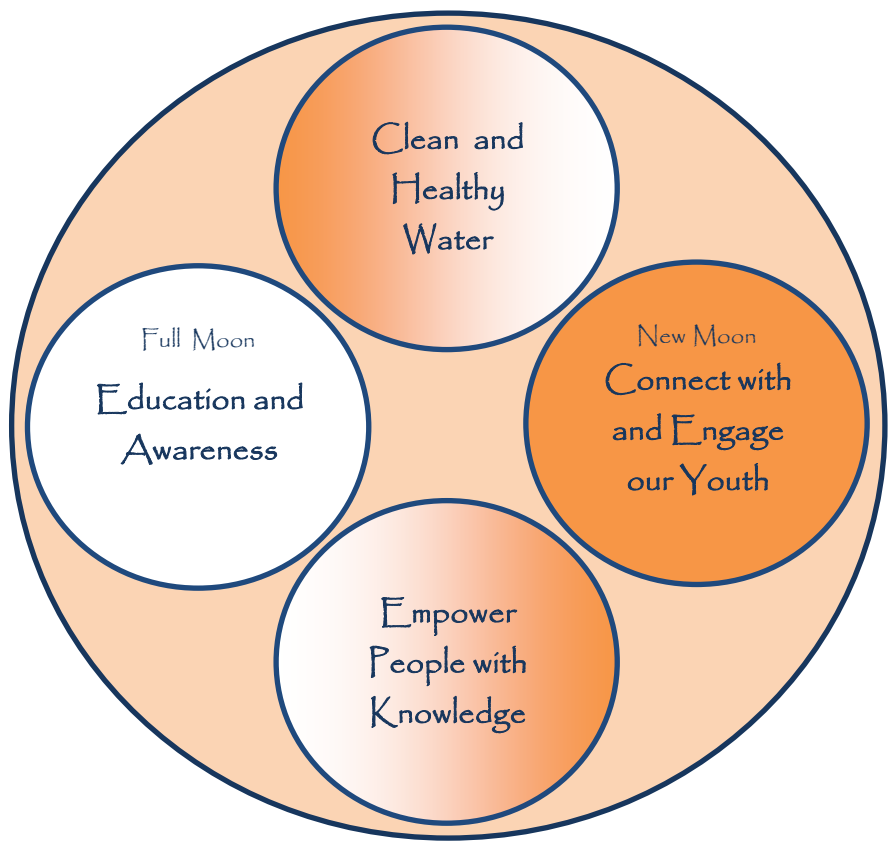 Clean and
Healthy
Water
Full Moon
Education and
Awareness
New Moon
Connect with
and Engage
our Youth
Empower
People with
Knowledge